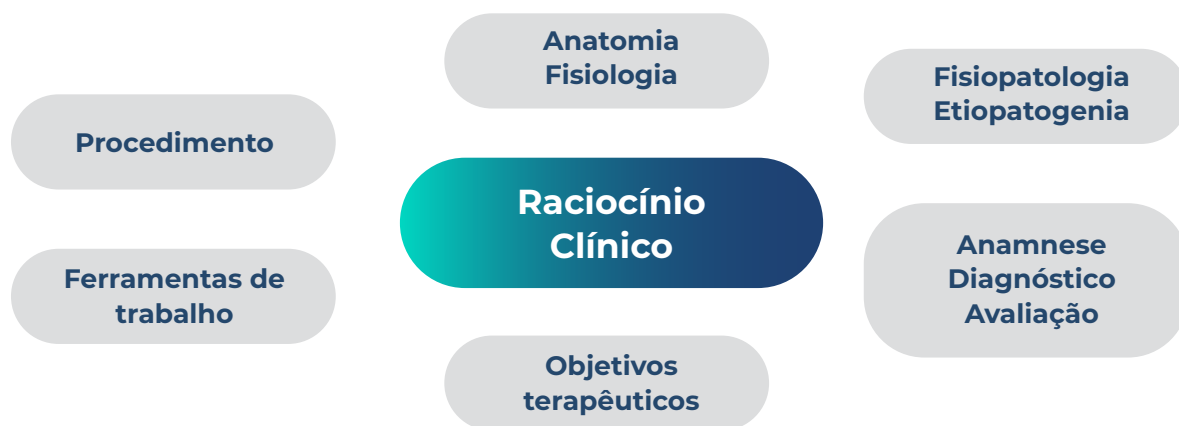 Anatomia
Fisiologia
Fisiopatologia
Etiopatogenia
Procedimento
Raciocínio
Clínico
Anamnese
Diagnóstico
Avaliação
Ferramentas de
trabalho
Objetivos
terapêuticos